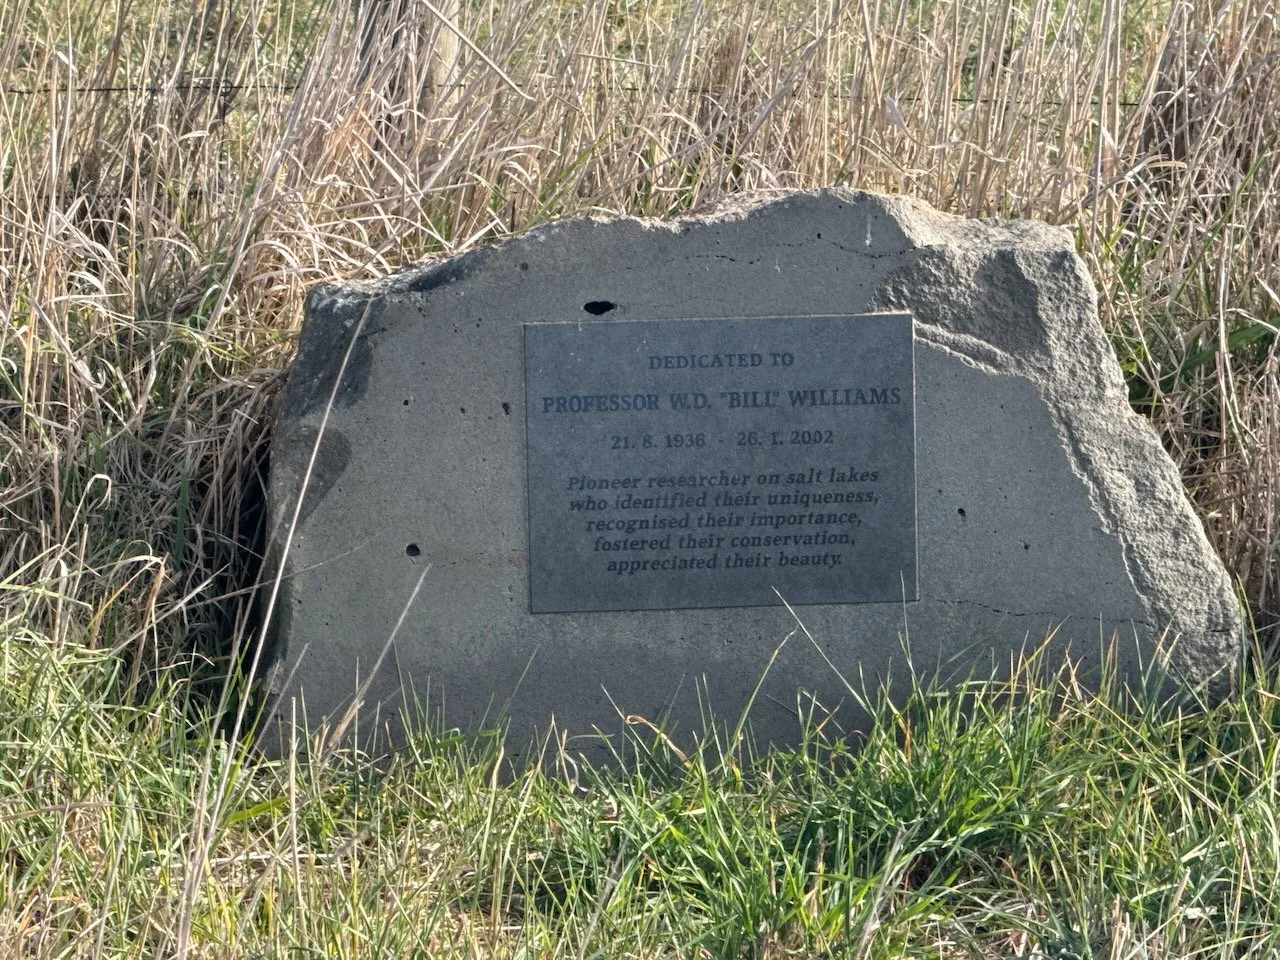 DEDICATED TO
PROFESSOR W.D. "BILL" WILLIAMS
21. 8. 1936 - 26. 1. 2002
Pioneer researcher on salt lakes
who identified their uniqueness,
recognised their importance,
fostered their conservation,
appreciated their beauty.